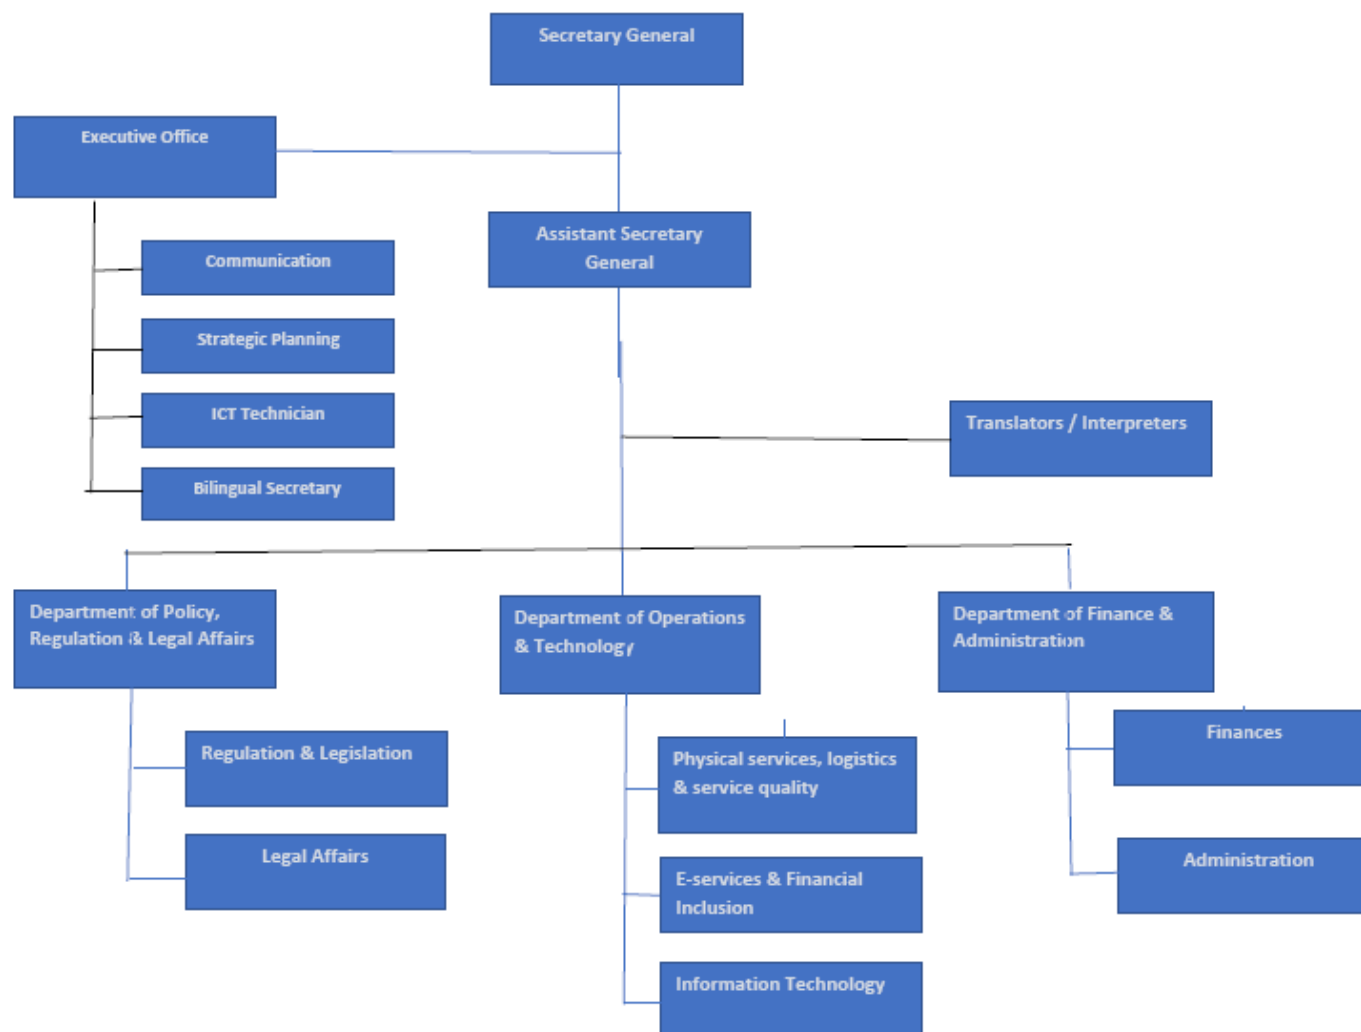 Secretary General
Executive Office
Assistant Secretary
General
Communication
Strategic Planning
ICT Technician
Bilingual Secretary
Translators / Interpreters
Department of Policy,
Regulation & Legal Affairs
Regulation & Legislation
Legal Affairs
Department of Operations
& Technology
Physical services, logistics
& service quality
E-services & Financial
Inclusion
Information Technology
Department of Finance &
Administration
Finances
Administration